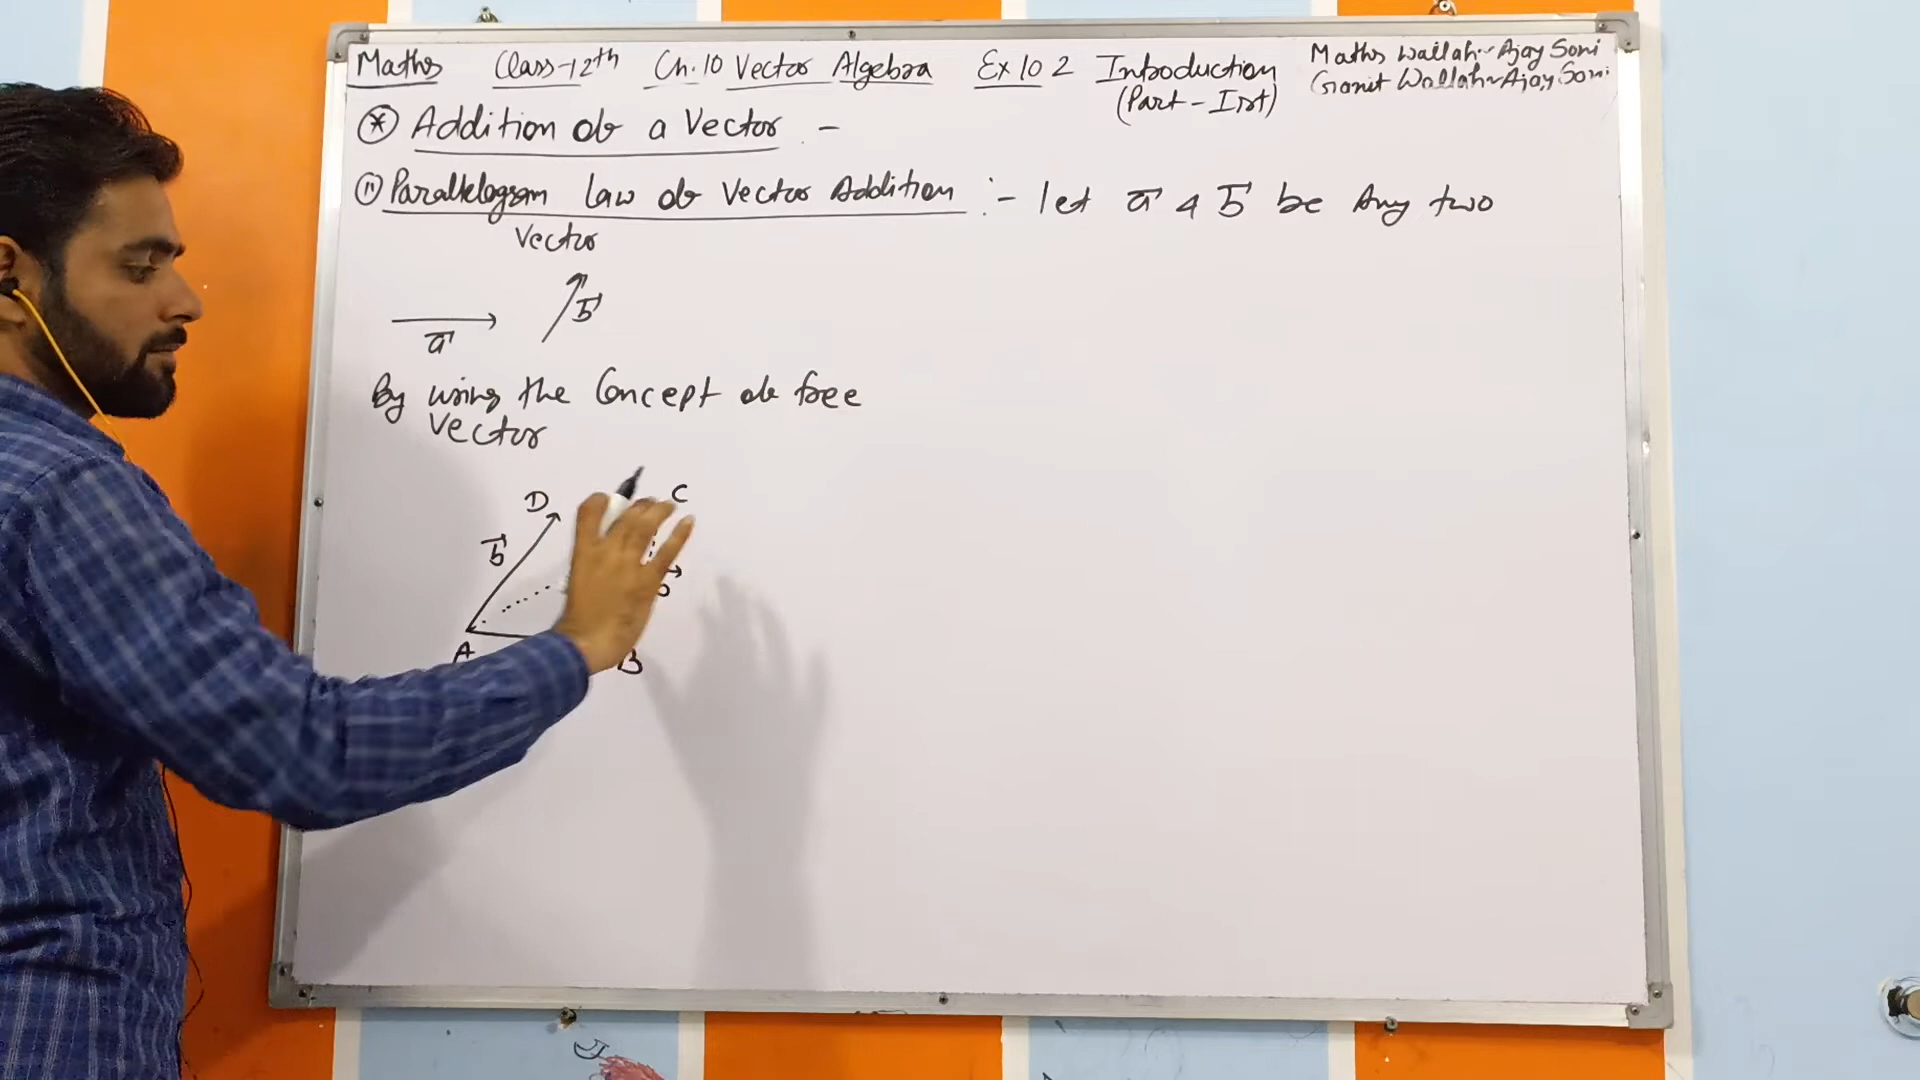 Maths Class-12th Ch.10 Vector Algebra Ex 10 2 Introduction
(Part-Ist)
Maths Wallah~Ajay Soni
Ganit Wallah~Ajay Soni
* Addition of a Vector -
(ii) Parallelogram law of Vector Addition :- let a⃗ & b⃗ be Any two
Vector
b⃗
a⃗
By using the Concept of free
Vector
D C
b⃗
A B